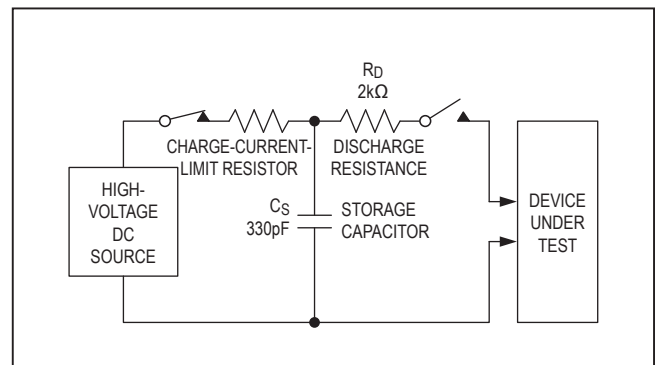 RD
2kΩ
CHARGE-CURRENT-
LIMIT RESISTOR
DISCHARGE
RESISTANCE
HIGH-
VOLTAGE
DC
SOURCE
CS
330pF
STORAGE
CAPACITOR
DEVICE
UNDER
TEST